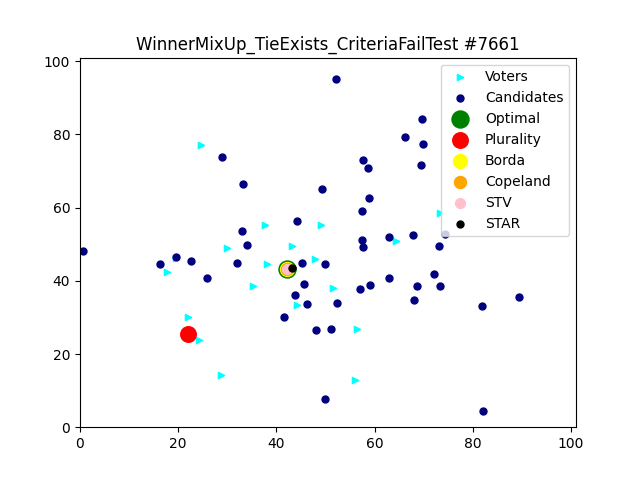 WinnerMixUp_TieExists_CriteriaFailTest #7661
100
80
60
40
20
0
0
20
40
60
80
100
Voters
Candidates
Optimal
Plurality
Borda
Copeland
STV
STAR